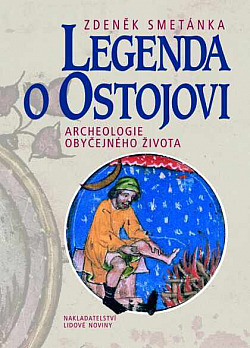 ZDENĚK SMETÁNKA
LEGENDA
O OSTOJOVI
ARCHEOLOGIE
OBYČEJNÉHO ŽIVOTA
NAKLADATELSTVÍ
LIDOVÉ NOVINY